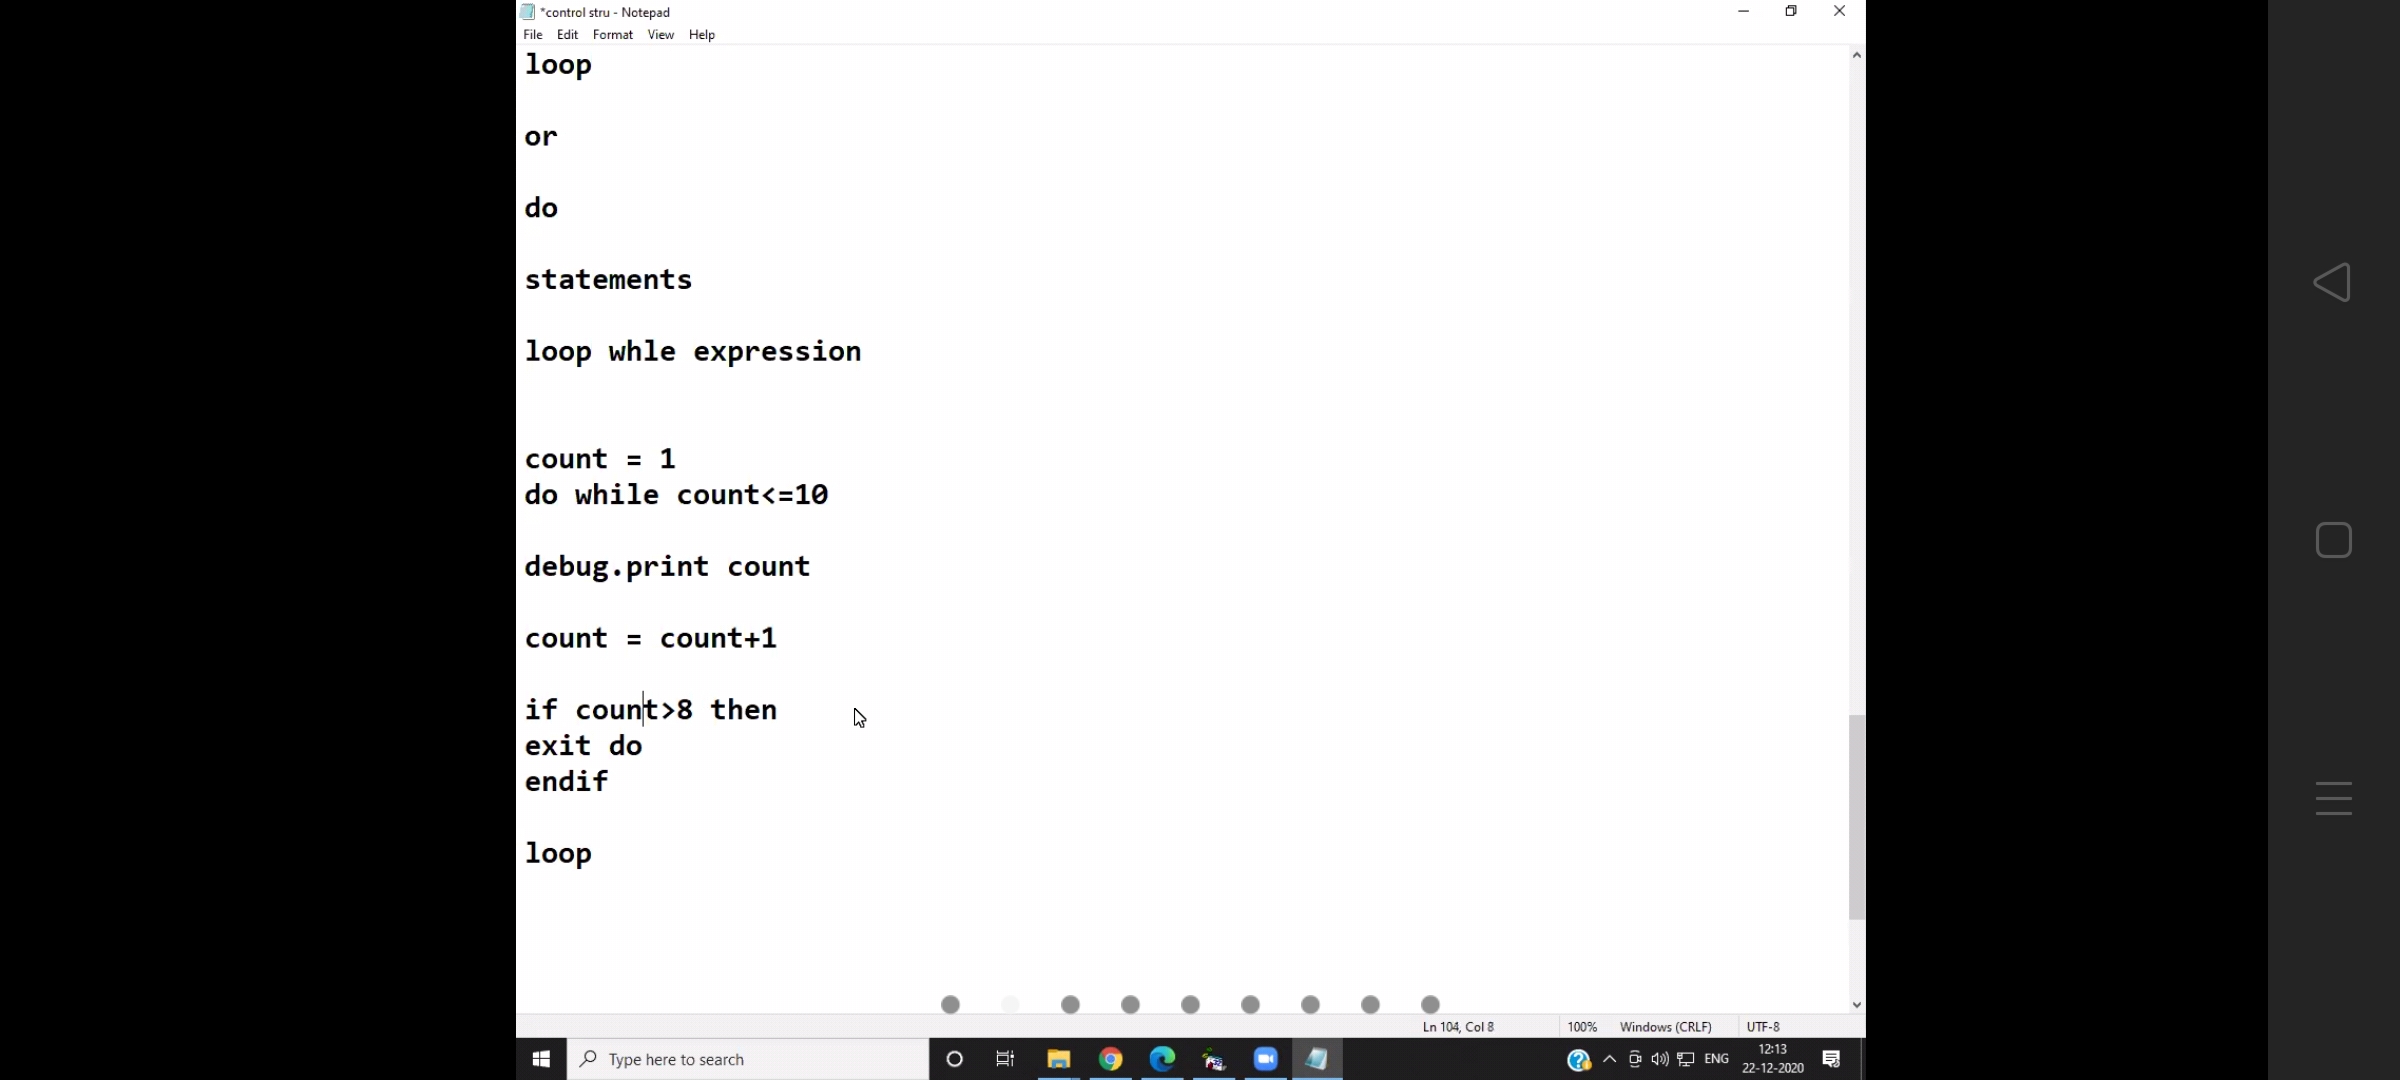 *control stru - Notepad
File Edit Format View Help
loop
or
do
statements
loop whle expression
count = 1
do while count<=10
debug.print count
count = count+1
if count>8 then
exit do
endif
loop
Ln 104, Col 8 100% Windows (CRLF) UTF-8
Type here to search
ENG
12:13
22-12-2020